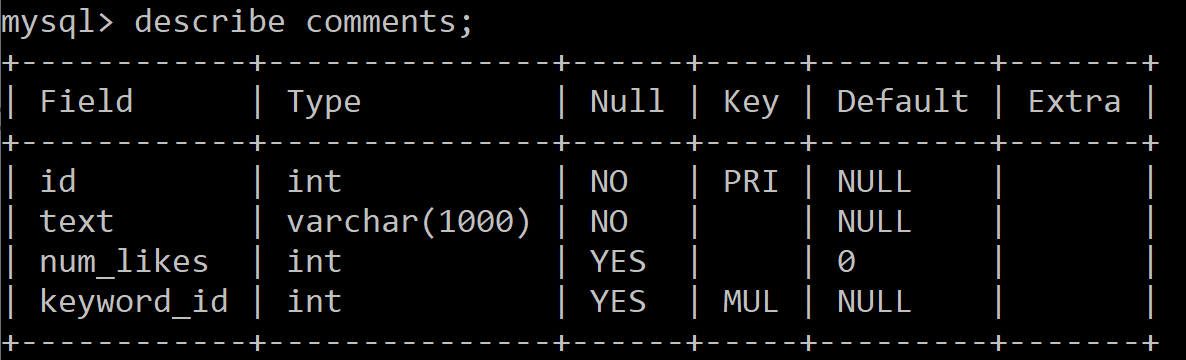 mysql> describe comments;
+-------------+---------------+------+-----+---------+-------+
| Field      | Type          | Null | Key | Default | Extra |
+-------------+---------------+------+-----+---------+-------+
| id         | int           | NO   | PRI | NULL    |       |
| text       | varchar(1000) | NO   |     | NULL    |       |
| num_likes  | int           | YES  |     | 0       |       |
| keyword_id | int           | YES  | MUL | NULL    |       |
+-------------+---------------+------+-----+---------+-------+